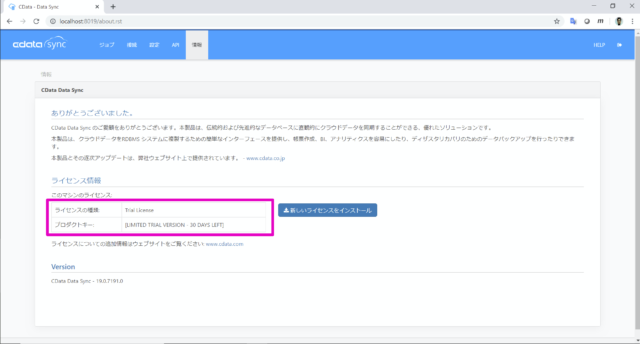 CData - Data Sync
localhost:8019/about.rst
cdata sync
ジョブ 接続 設定 API 情報
HELP
情報
CData Data Sync
ありがとうございました。
CData Data Sync のご愛顧をありがとうございます。本製品は、伝統的および先進的なデータベースに直観的にクラウドデータを同期することができる、優れたソリューションです。
本製品は、クラウドデータをRDBMS システムに複製するための簡単なインターフェースを提供し、帳票作成、BI、アナリティクスを容易にしたり、ディザスタリカバリのためのデータバックアップを行ったりできます。
本製品とその逐次アップデートは、弊社ウェブサイト上で提供されています。 - www.cdata.co.jp
ライセンス情報
このマシンのライセンス:
ライセンスの種類 Trial License
新しいライセンスをインストール
プロダクトキー: [LIMITED TRIAL VERSION - 30 DAYS LEFT]
ライセンスについての追加情報はウェブサイトをご覧ください: www.cdata.com
Version
CData Data Sync - 19.0.7191.0